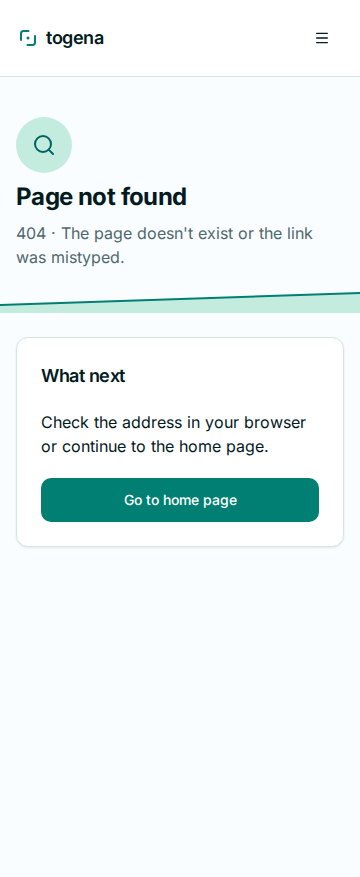 togena
Page not found
404 · The page doesn't exist or the link
was mistyped.
What next
Check the address in your browser
or continue to the home page.
Go to home page